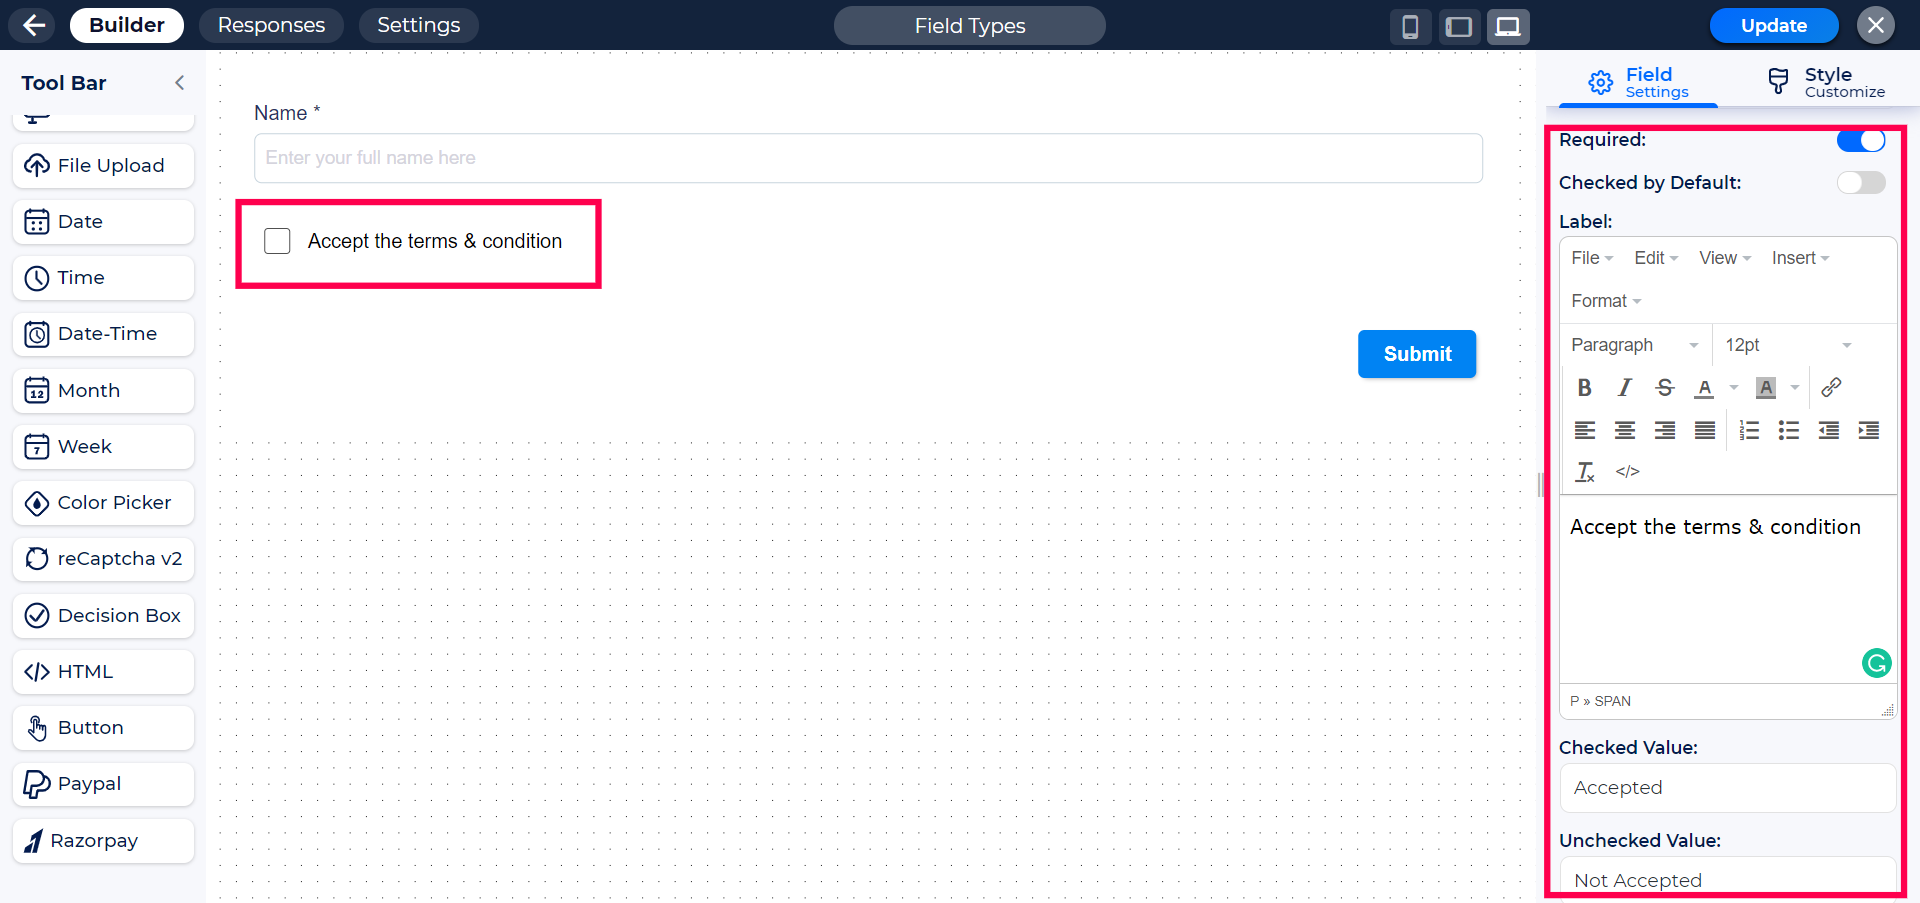 Builder
Responses
Settings
Field Types
Update
Tool Bar
File Upload
Date
Time
Date-Time
12
Month
7
Week
Color Picker
reCaptcha v2
Decision Box
HTML
Button
Paypal
Razorpay
Name *
Enter your full name here
Accept the terms & condition
Submit
Field
Settings
Style
Customize
Required:
Checked by Default:
Label:
File Edit View Insert
Format
Paragraph 12pt
B I S A A
</>
Accept the terms & condition
P » SPAN
Checked Value:
Accepted
Unchecked Value:
Not Accepted